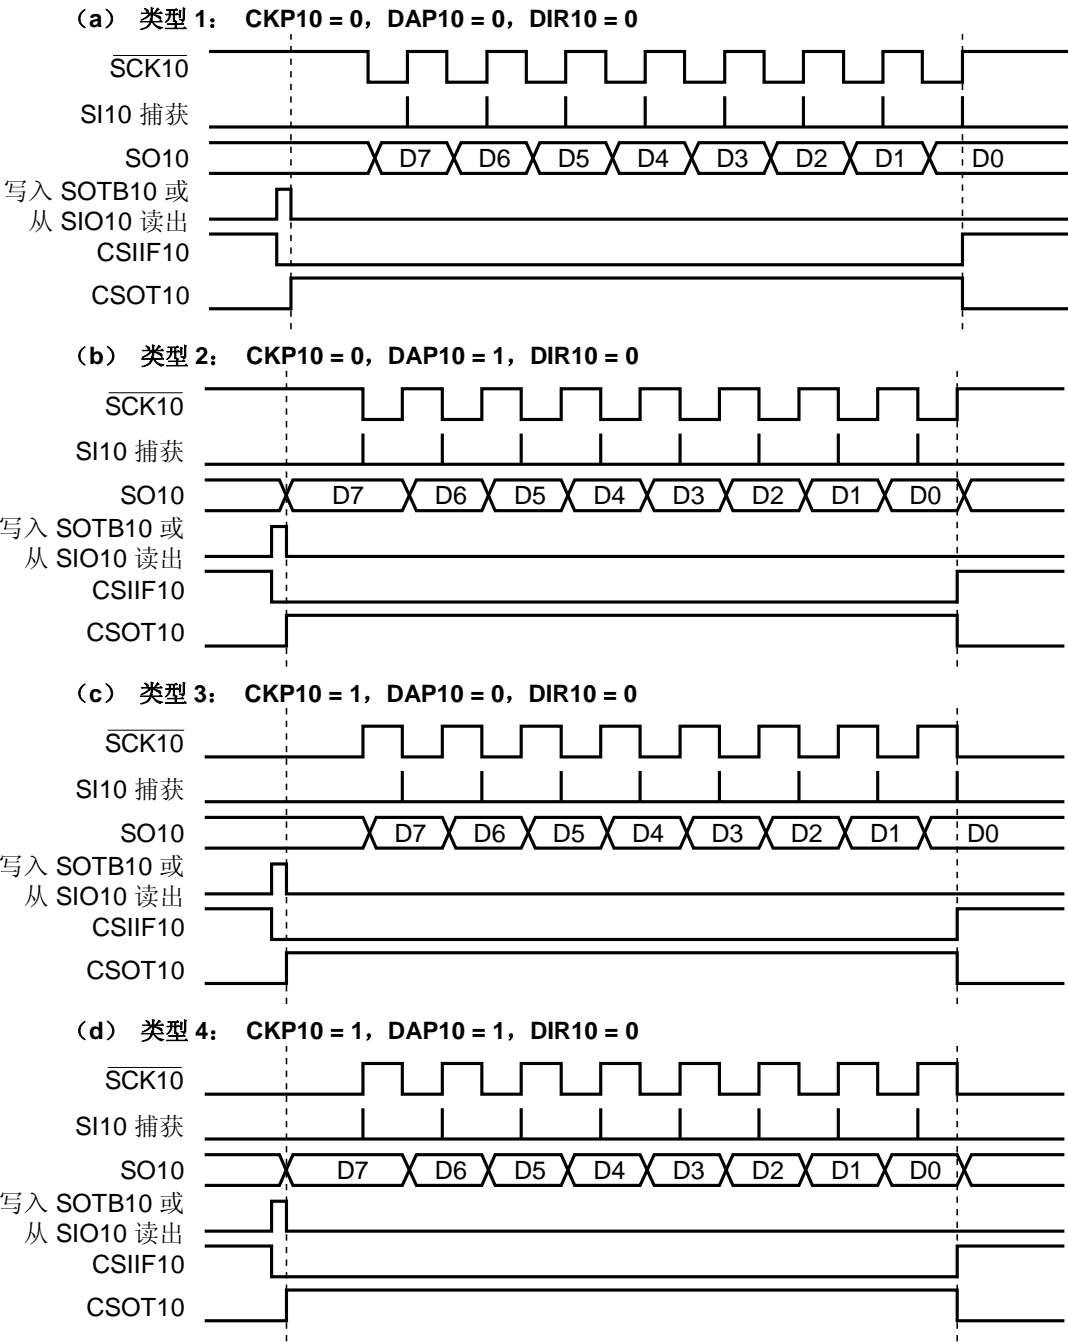 （a） 类型 1： CKP10 = 0，DAP10 = 0，DIR10 = 0
SCK10
SI10 捕获
SO10 D7 D6 D5 D4 D3 D2 D1 D0
写入 SOTB10 或
从 SIO10 读出
CSIIF10
CSOT10
（b） 类型 2： CKP10 = 0，DAP10 = 1，DIR10 = 0
SCK10
SI10 捕获
SO10 D7 D6 D5 D4 D3 D2 D1 D0
写入 SOTB10 或
从 SIO10 读出
CSIIF10
CSOT10
（c） 类型 3： CKP10 = 1，DAP10 = 0，DIR10 = 0
SCK10
SI10 捕获
SO10 D7 D6 D5 D4 D3 D2 D1 D0
写入 SOTB10 或
从 SIO10 读出
CSIIF10
CSOT10
（d） 类型 4： CKP10 = 1，DAP10 = 1，DIR10 = 0
SCK10
SI10 捕获
SO10 D7 D6 D5 D4 D3 D2 D1 D0
写入 SOTB10 或
从 SIO10 读出
CSIIF10
CSOT10